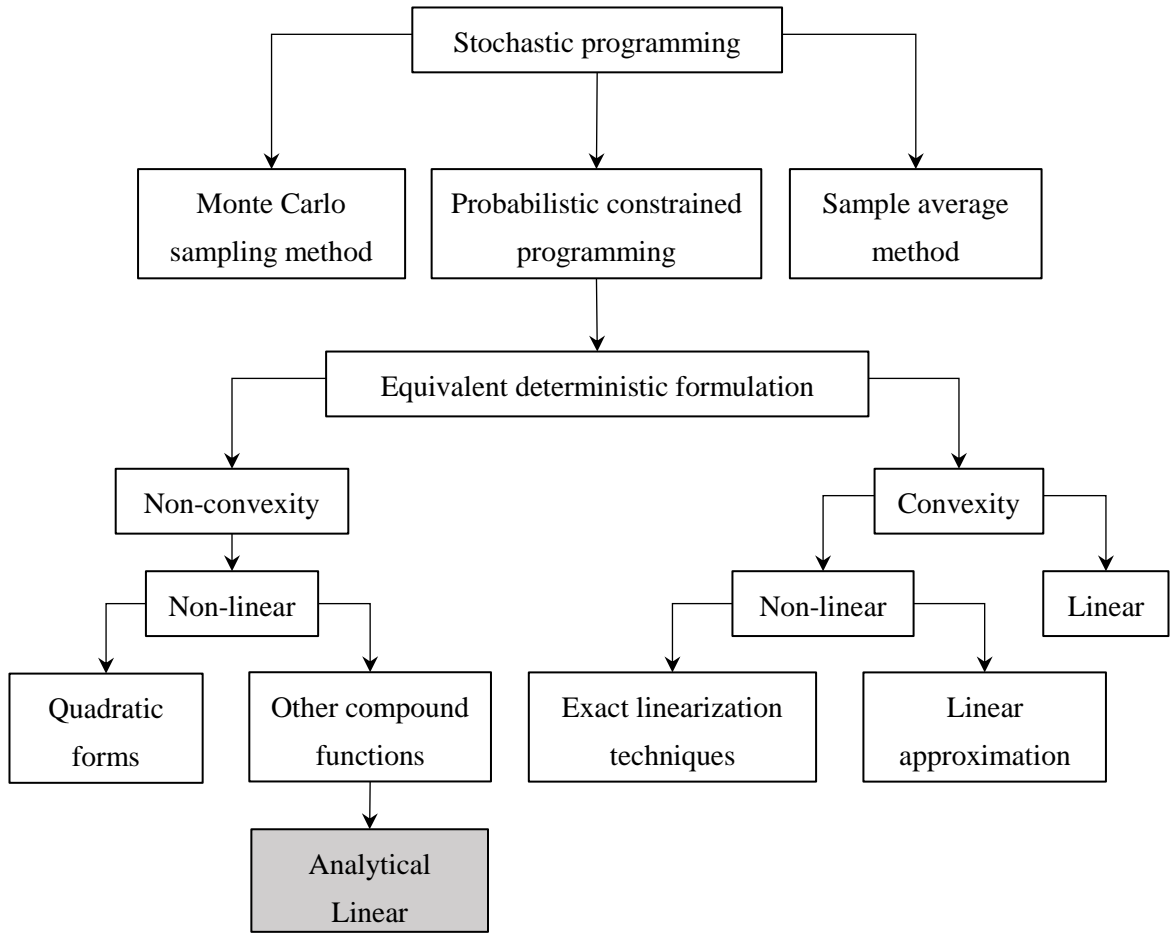 Stochastic programming
Monte Carlo
sampling method
Probabilistic constrained
programming
Sample average
method
Equivalent deterministic formulation
Non-convexity
Convexity
Non-linear
Non-linear
Linear
Quadratic
forms
Other compound
functions
Exact linearization
techniques
Linear
approximation
Analytical
Linear